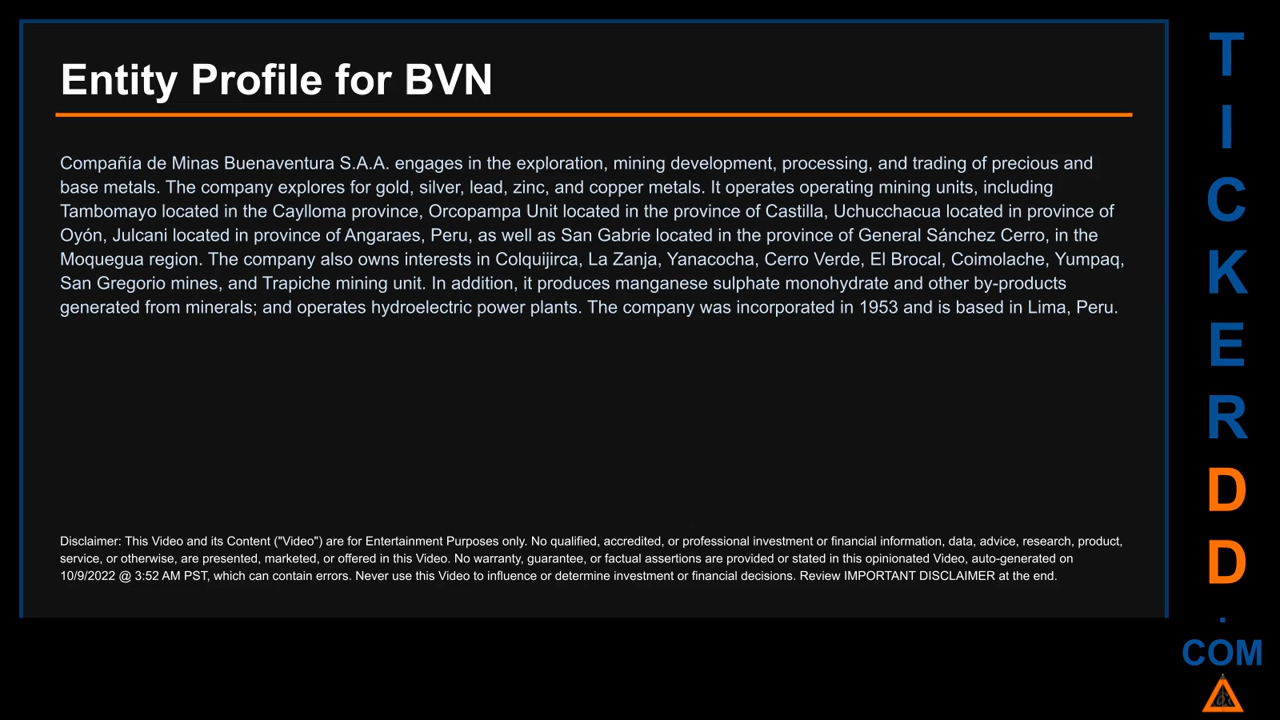 Entity Profile for BVN
Compañía de Minas Buenaventura S.A.A. engages in the exploration, mining development, processing, and trading of precious and
base metals. The company explores for gold, silver, lead, zinc, and copper metals. It operates operating mining units, including
Tambomayo located in the Caylloma province, Orcopampa Unit located in the province of Castilla, Uchucchacua located in province of
Oyón, Julcani located in province of Angaraes, Peru, as well as San Gabrie located in the province of General Sánchez Cerro, in the
Moquegua region. The company also owns interests in Colquijirca, La Zanja, Yanacocha, Cerro Verde, El Brocal, Coimolache, Yumpaq,
San Gregorio mines, and Trapiche mining unit. In addition, it produces manganese sulphate monohydrate and other by-products
generated from minerals; and operates hydroelectric power plants. The company was incorporated in 1953 and is based in Lima, Peru.
Disclaimer: This Video and its Content ("Video") are for Entertainment Purposes only. No qualified, accredited, or professional investment or financial information, data, advice, research, product,
service, or otherwise, are presented, marketed, or offered in this Video. No warranty, guarantee, or factual assertions are provided or stated in this opinionated Video, auto-generated on
10/9/2022 @ 3:52 AM PST, which can contain errors. Never use this Video to influence or determine investment or financial decisions. Review IMPORTANT DISCLAIMER at the end.
T
I
C
K
E
R
D
D
.
COM